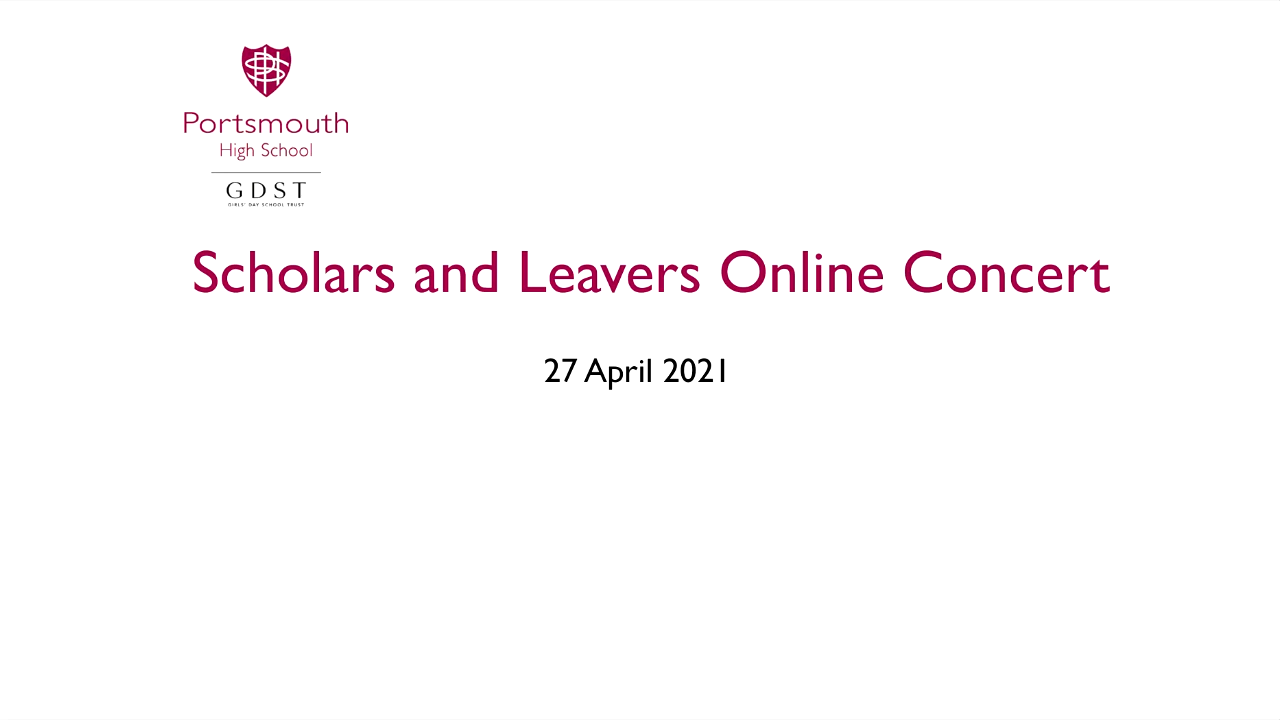 Portsmouth
High School
GDST
GIRLS' DAY SCHOOL TRUST
Scholars and Leavers Online Concert
27 April 2021